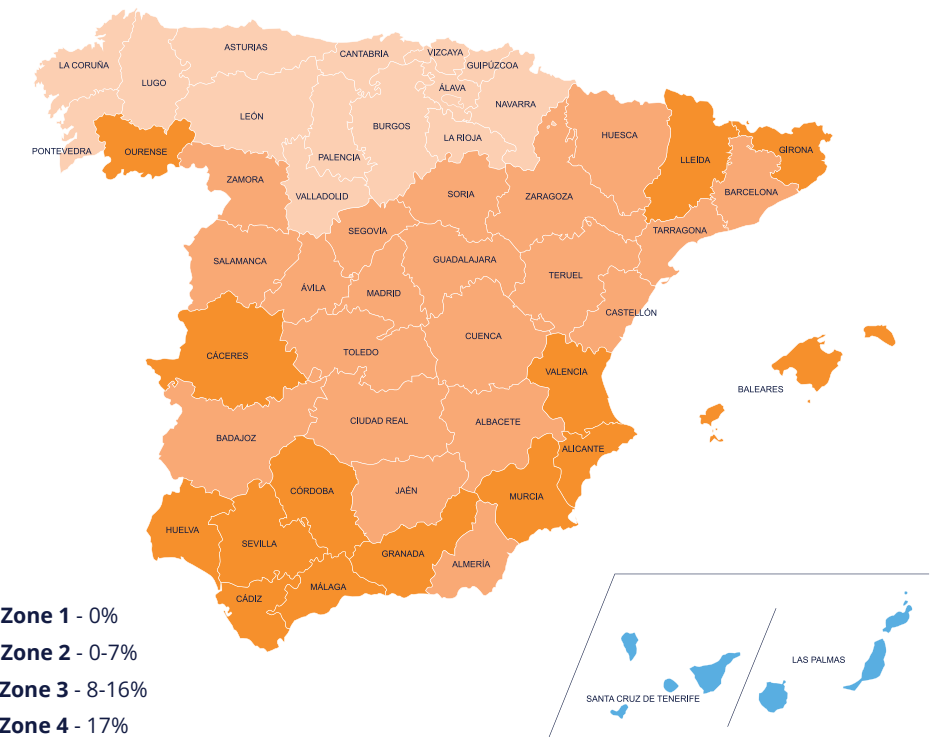 ASTURIAS
CANTABRIA
VIZCAYA
GUIPÚZCOA
LA CORUÑA
LUGO
ÁLAVA
NAVARRA
LEÓN
BURGOS
LA RIOJA
HUESCA
PONTEVEDRA
OURENSE
PALENCIA
LLEÍDA
GIRONA
ZAMORA
VALLADOLID
SORIA
ZARAGOZA
BARCELONA
SEGOVÍA
TARRAGONA
SALAMANCA
GUADALAJARA
TERUEL
ÁVILA
MADRID
CASTELLÓN
CUENCA
CÁCERES
TOLEDO
VALENCIA
BALEARES
CIUDAD REAL
ALBACETE
BADAJOZ
ALICANTE
CÓRDOBA
JAÉN
MURCIA
HUELVA
SEVILLA
GRANADA
ALMERÍA
MÁLAGA
CÁDIZ
Zone 1 - 0%
Zone 2 - 0-7%
Zone 3 - 8-16%
Zone 4 - 17%
SANTA CRUZ DE TENERIFE
LAS PALMAS